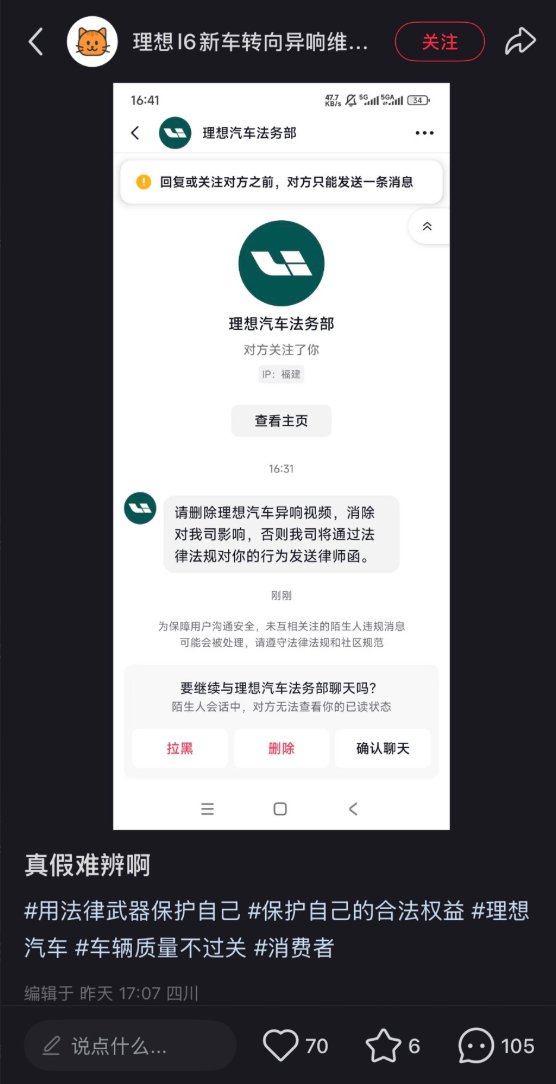 理想I6新车转向异响维...
关注
16:41
47.7
KB/s
5G
5GA
34
理想汽车法务部
回复或关注对方之前，对方只能发送一条消息
理想汽车法务部
对方关注了你
IP：福建
查看主页
16:31
请删除理想汽车异响视频，消除
对我司影响，否则我司将通过法
律法规对你的行为发送律师函。
刚刚
为保障用户沟通安全，未互相关注的陌生人违规消息
可能会被处理，请遵守法律法规和社区规范
要继续与理想汽车法务部聊天吗？
陌生人会话中，对方无法查看你的已读状态
拉黑
删除
确认聊天
真假难辨啊
#用法律武器保护自己 #保护自己的合法权益 #理想
汽车 #车辆质量不过关 #消费者
编辑于 昨天 17:07 四川
说点什么...
70
6
105